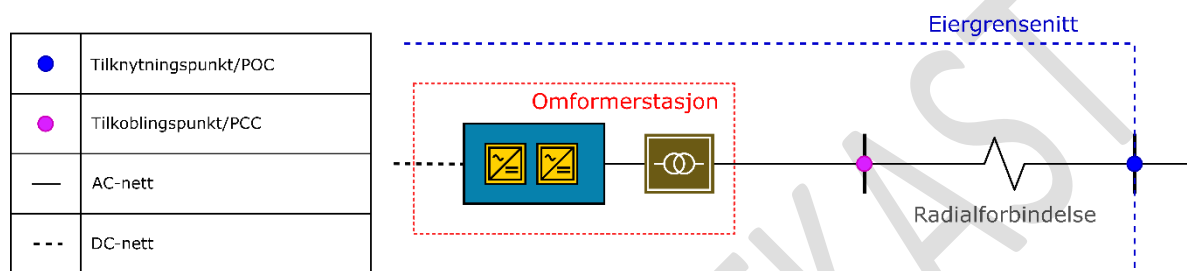 Eiergrensenitt
Tilknytningspunkt/POC
Omformerstasjon
Tilkoblingspunkt/PCC
AC-nett
Radialforbindelse
DC-nett